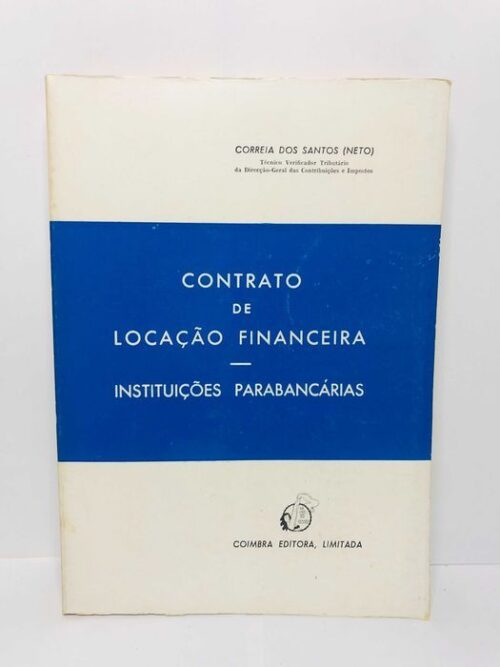 CORREIA DOS SANTOS (NETO)
Técnico Verificador Tributário
da Direcção-Geral das Contribuições e Impostos
CONTRATO
DE
LOCAÇÃO FINANCEIRA
—
INSTITUIÇÕES PARABANCÁRIAS
COIMBRA EDITORA, LIMITADA